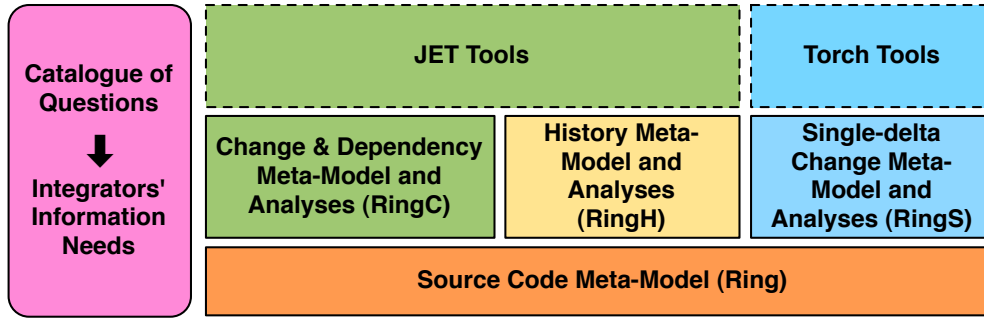 Catalogue of
Questions
Integrators'
Information
Needs
JET Tools
Torch Tools
Change & Dependency
Meta-Model and
Analyses (RingC)
History Meta-
Model and
Analyses
(RingH)
Single-delta
Change Meta-
Model and
Analyses (RingS)
Source Code Meta-Model (Ring)